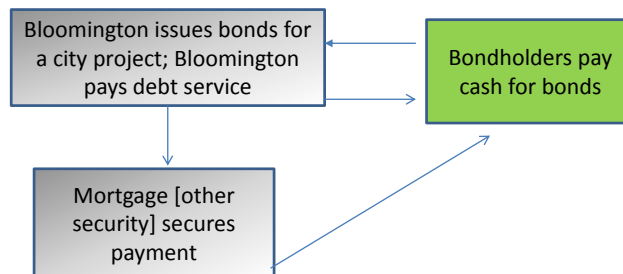 Bloomington issues bonds for
a city project; Bloomington
pays debt service
Bondholders pay
cash for bonds
Mortgage [other
security] secures
payment